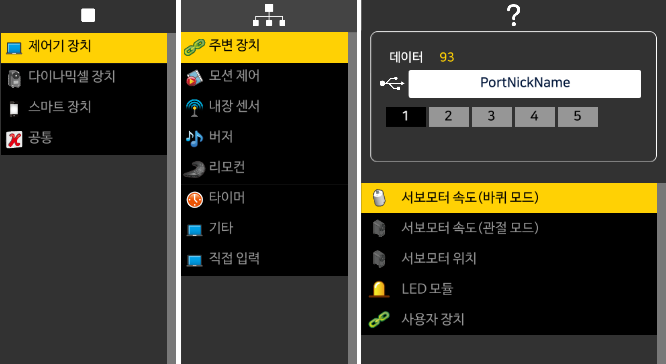 제어기 장치
다이나믹셀 장치
스마트 장치
공통
주변 장치
모션 제어
내장 센서
버저
리모컨
타이머
기타
직접 입력
?
데이터 93
PortNickName
1 2 3 4 5
서보모터 속도(바퀴 모드)
서보모터 속도(관절 모드)
서보모터 위치
LED 모듈
사용자 장치